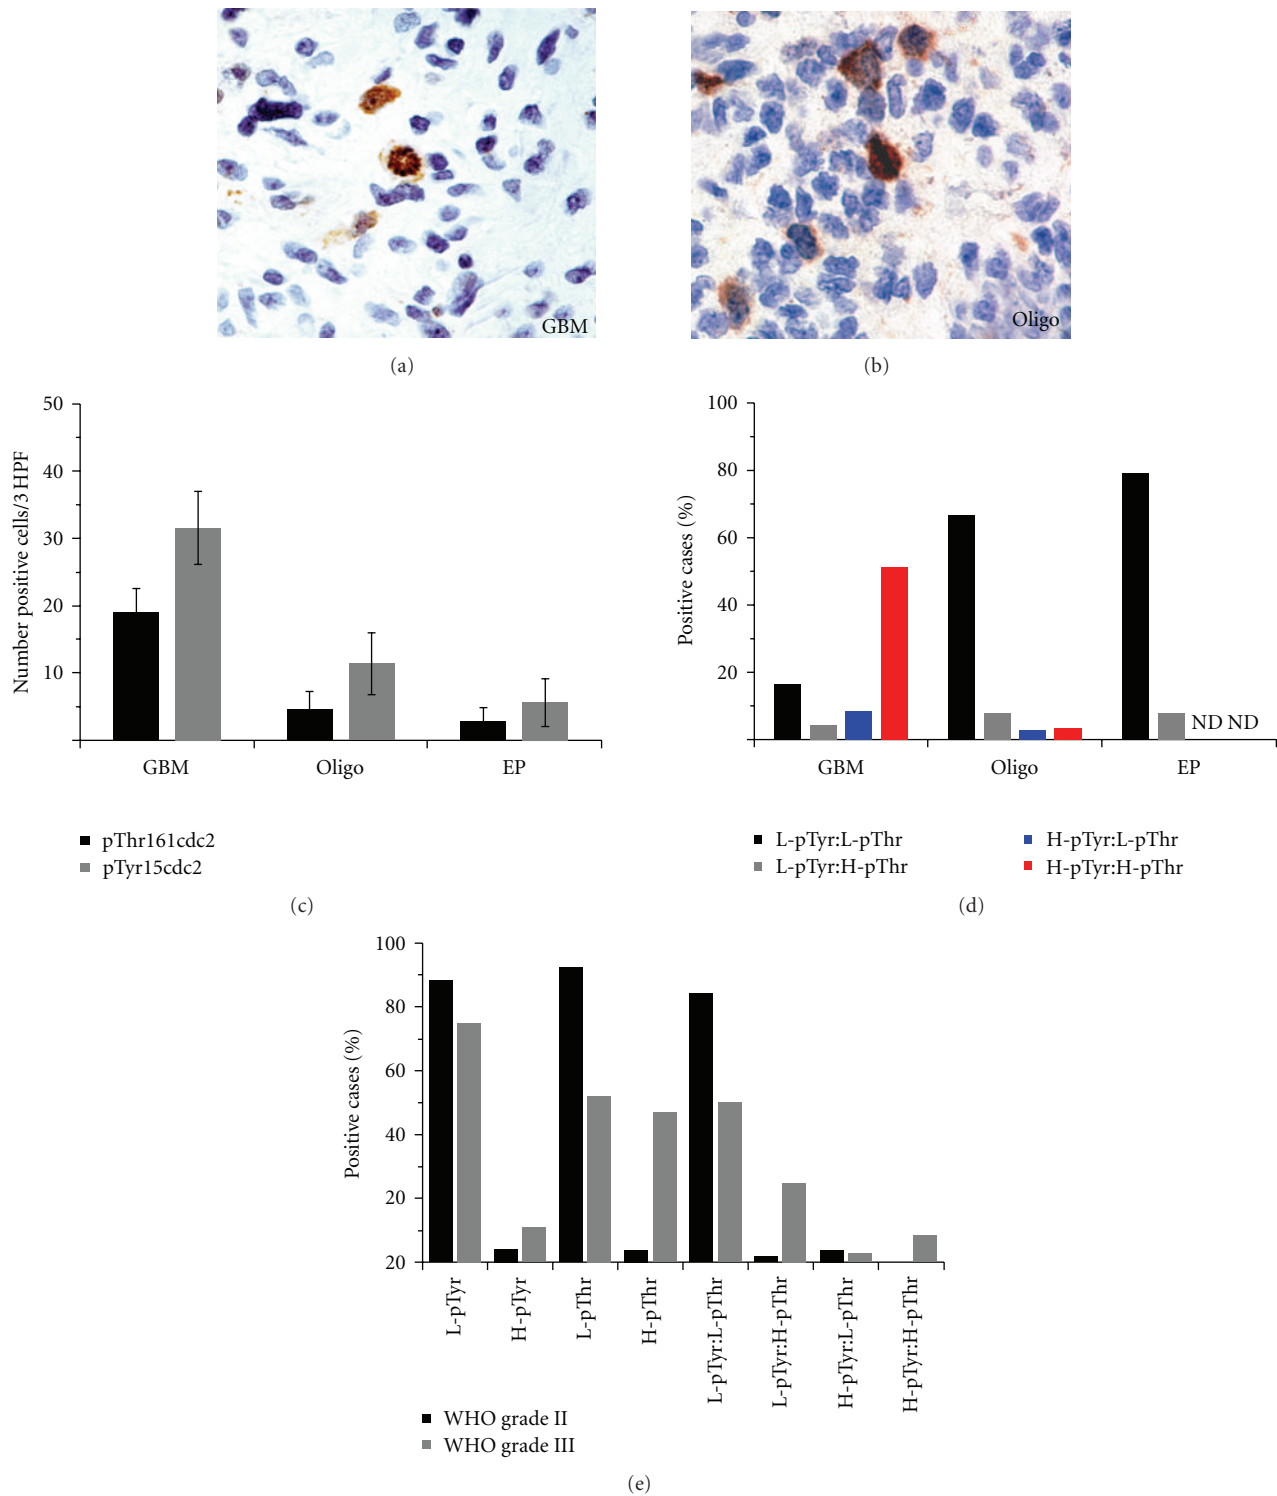 GBM
Oligo
(a)
(b)
50
40
30
20
10
Number positive cells/3 HPF
GBM
Oligo
EP
pThr161cdc2
pTyr15cdc2
(c)
100
80
60
40
20
Positive cases (%)
ND ND
GBM
Oligo
EP
L-pTyr:L-pThr
L-pTyr:H-pThr
H-pTyr:L-pThr
H-pTyr:H-pThr
(d)
100
80
60
40
20
20
Positive cases (%)
L-pTyr
H-pTyr
L-pThr
H-pThr
L-pTyr:L-pThr
L-pTyr:H-pThr
H-pTyr:L-pThr
H-pTyr:H-pThr
WHO grade II
WHO grade III
(e)